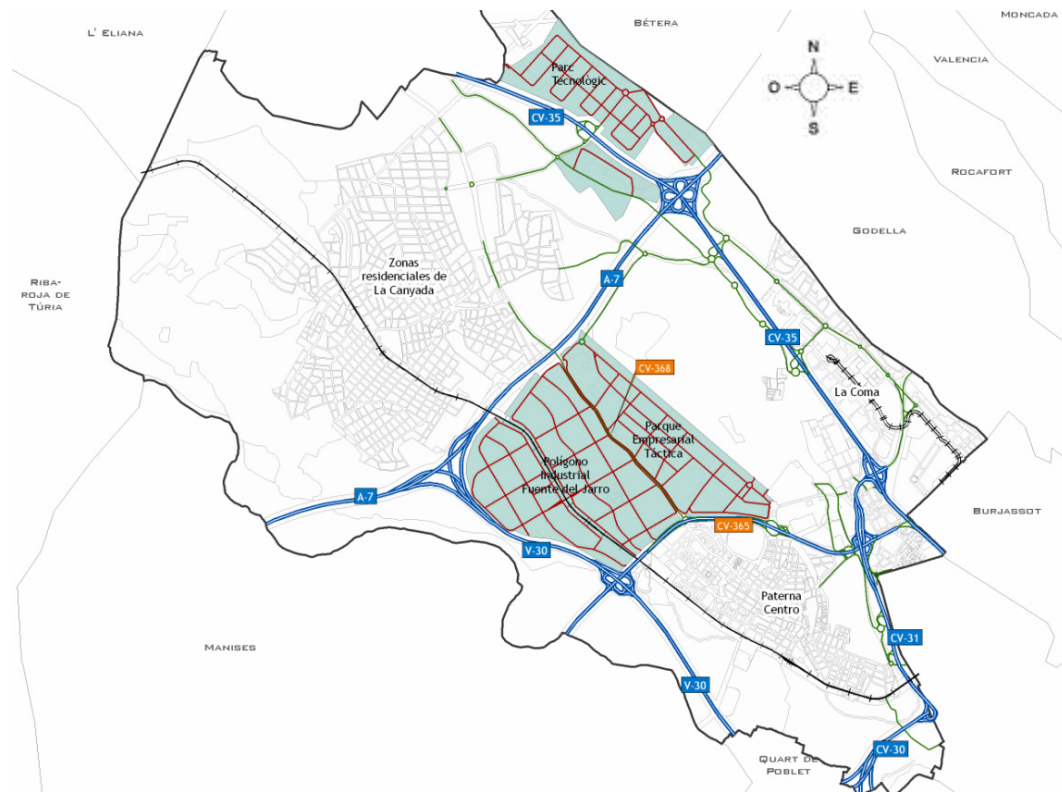 MONCADA
BÉTERA
L' ELIANA
N
O
E
S
VALENCIA
Parc
Tecnològic
CV-35
ROCAFORT
GODELLA
Zonas
residenciales de
La Canyada
A-7
RIBA-
ROJA DE
TÚRIA
CV-35
CV-368
La Coma
Parque
Empresarial
Táctica
Polígono
Industrial
Fuente del Jarro
A-7
BURJASSOT
CV-365
V-30
Paterna
Centro
CV-31
MANISES
V-30
CV-30
QUART DE
POBLET